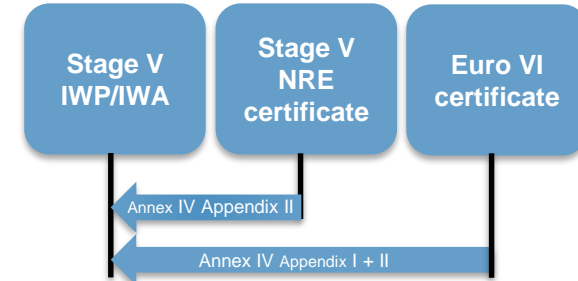 Stage V
IWP/IWA
Stage V
NRE
certificate
Euro VI
certificate
Annex IV Appendix II
Annex IV Appendix I + II